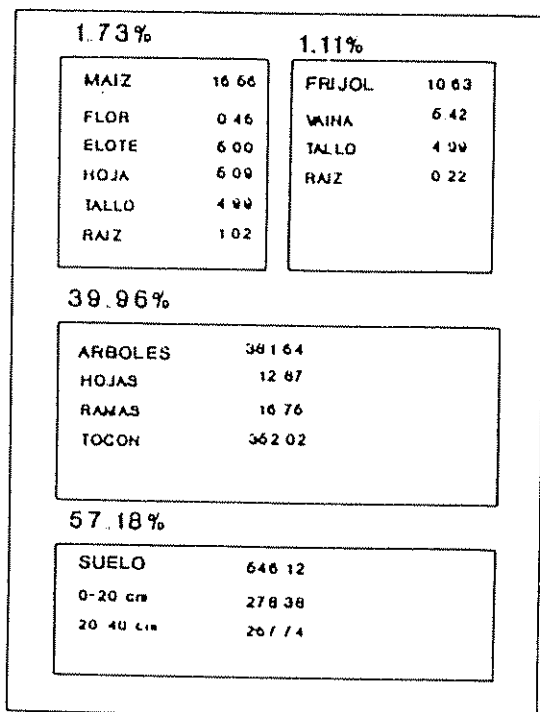 1.73%
1.11%
MAIZ 16 56
FLOR 0 46
ELOTE 5 00
HOJA 5 09
TALLO 4 99
RAIZ 1 02
FRIJOL 10 63
VAINA 5.42
TALLO 4 99
RAIZ 0 22
39.96%
ARBOLES 381 64
HOJAS 12 87
RAMAS 16 76
TOCON 352 02
57.18%
SUELO 546 12
0-20 cm 278 38
20 40 cm 267 74